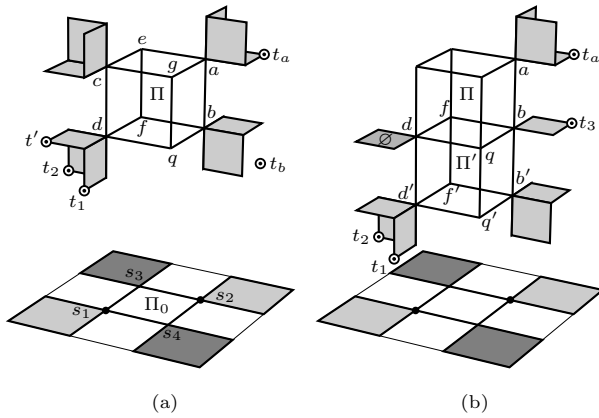 e
g
a
t_a
c
Π
b
d
f
t'
t_2
q
t_b
t_1
s_3
Π_0
s_2
s_1
s_4
(a)
a
t_a
f
b
t_3
d
∅
q
Π'
d'
f'
b'
q'
t_2
t_1
Π
(b)